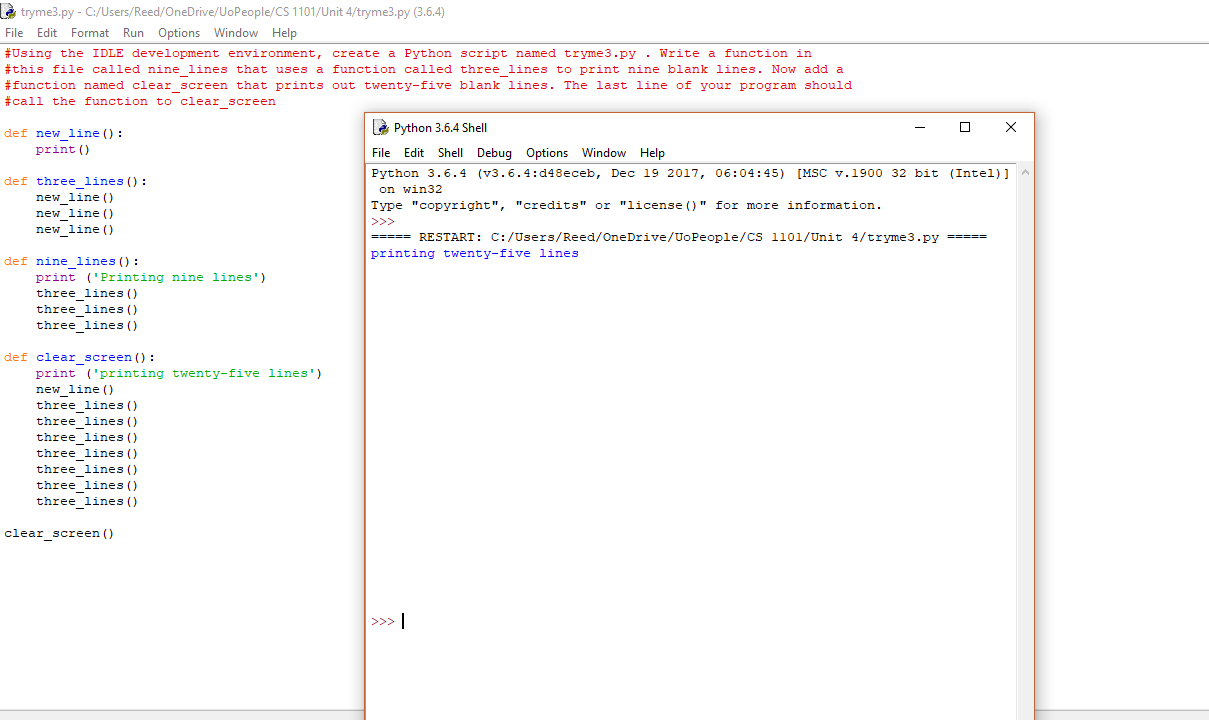 tryme3.py - C:/Users/Reed/OneDrive/UoPeople/CS 1101/Unit 4/tryme3.py (3.6.4)
File Edit Format Run Options Window Help
#Using the IDLE development environment, create a Python script named tryme3.py . Write a function in
#this file called nine_lines that uses a function called three_lines to print nine blank lines. Now add a
#function named clear_screen that prints out twenty-five blank lines. The last line of your program should
#call the function to clear_screen
def new_line():
    print()
def three_lines():
    new_line()
    new_line()
    new_line()
def nine_lines():
    print ('Printing nine lines')
    three_lines()
    three_lines()
    three_lines()
def clear_screen():
    print ('printing twenty-five lines')
    new_line()
    three_lines()
    three_lines()
    three_lines()
    three_lines()
    three_lines()
    three_lines()
    three_lines()
clear_screen()
Python 3.6.4 Shell
File Edit Shell Debug Options Window Help
Python 3.6.4 (v3.6.4:d48eceb, Dec 19 2017, 06:04:45) [MSC v.1900 32 bit (Intel)]
 on win32
Type "copyright", "credits" or "license()" for more information.
>>>
===== RESTART: C:/Users/Reed/OneDrive/UoPeople/CS 1101/Unit 4/tryme3.py =====
printing twenty-five lines
>>>